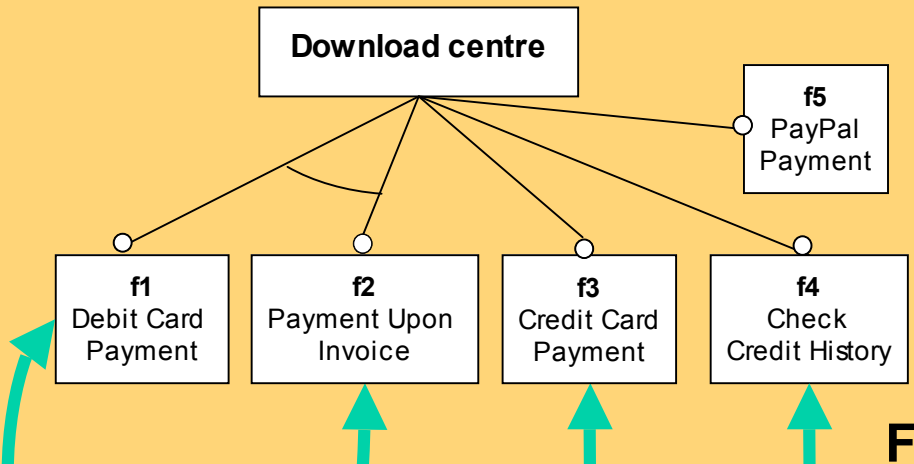 Download centre
f5
PayPal
Payment
f1
Debit Card
Payment
f2
Payment Upon
Invoice
f3
Credit Card
Payment
f4
Check
Credit History
F